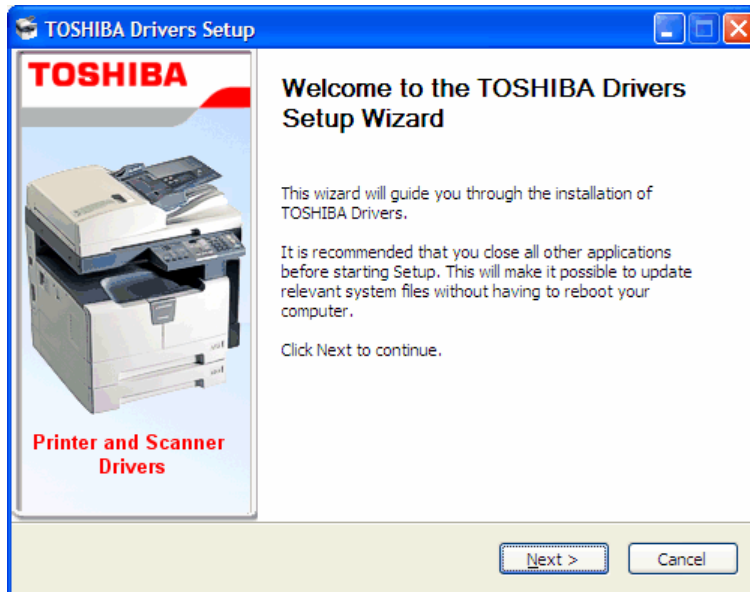 TOSHIBA Drivers Setup
TOSHIBA
Printer and Scanner
Drivers
Welcome to the TOSHIBA Drivers
Setup Wizard
This wizard will guide you through the installation of
TOSHIBA Drivers.
It is recommended that you close all other applications
before starting Setup. This will make it possible to update
relevant system files without having to reboot your
computer.
Click Next to continue.
Next >
Cancel